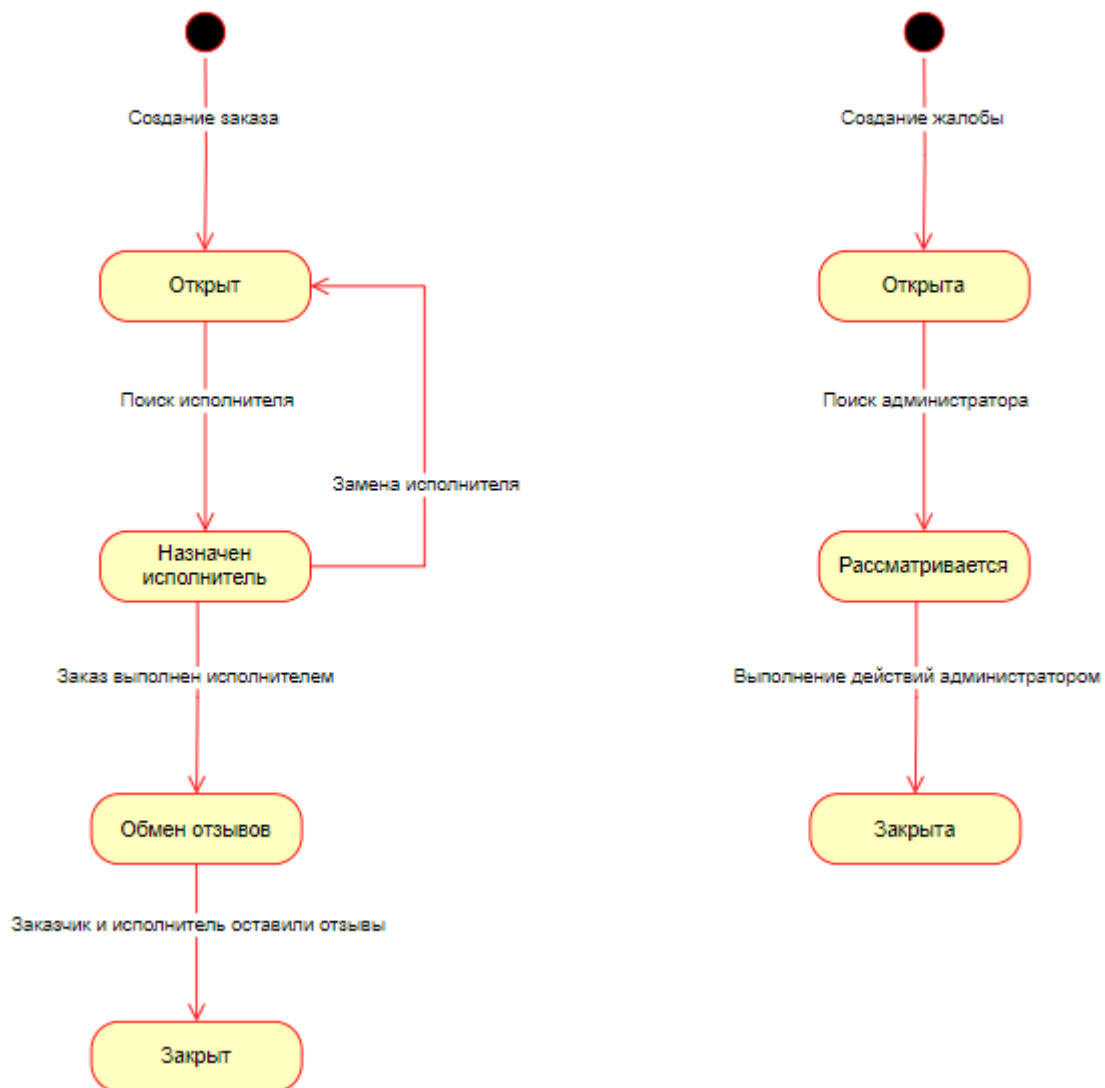 Создание заказа
Открыт
Поиск исполнителя
Замена исполнителя
Назначен
исполнитель
Заказ выполнен исполнителем
Обмен отзывов
Заказчик и исполнитель оставили отзывы
Закрыт
Создание жалобы
Открыта
Поиск администратора
Рассматривается
Выполнение действий администратором
Закрыта